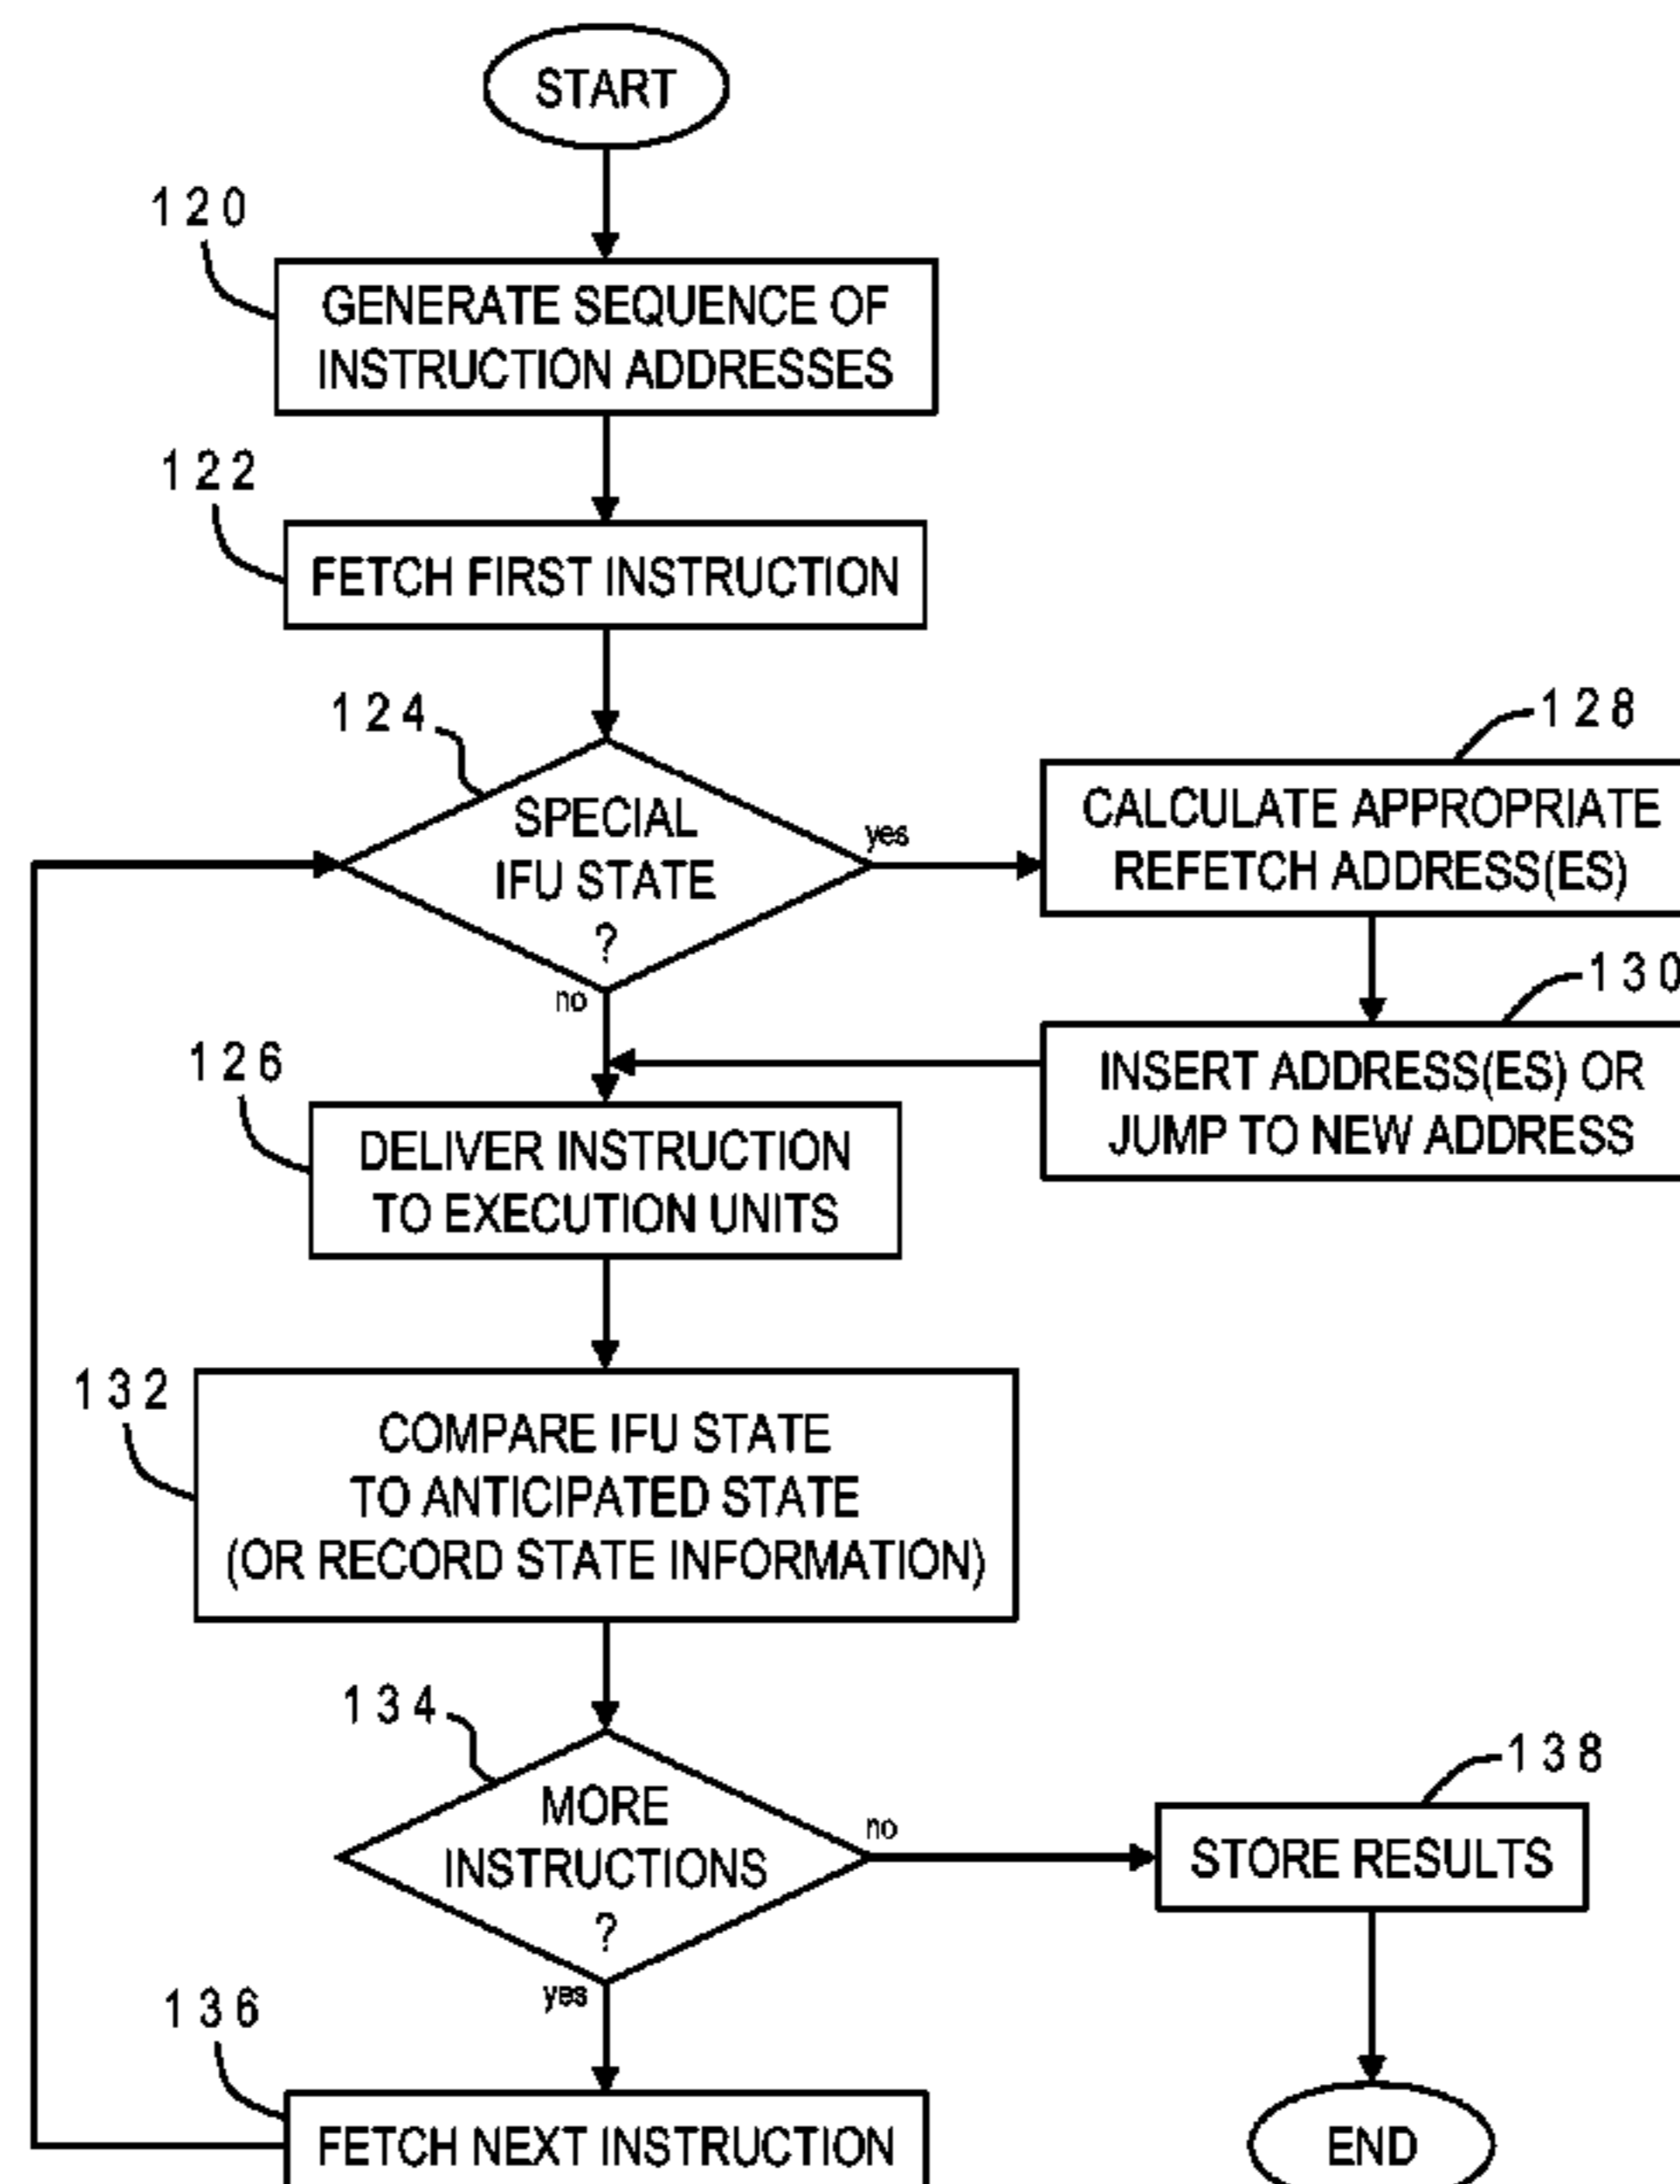 START
120
GENERATE SEQUENCE OF
INSTRUCTION ADDRESSES
122
FETCH FIRST INSTRUCTION
124
SPECIAL
IFU STATE
?
yes
no
128
CALCULATE APPROPRIATE
REFETCH ADDRESS(ES)
130
INSERT ADDRESS(ES) OR
JUMP TO NEW ADDRESS
126
DELIVER INSTRUCTION
TO EXECUTION UNITS
132
COMPARE IFU STATE
TO ANTICIPATED STATE
(OR RECORD STATE INFORMATION)
134
MORE
INSTRUCTIONS
?
no
yes
138
STORE RESULTS
136
FETCH NEXT INSTRUCTION
END